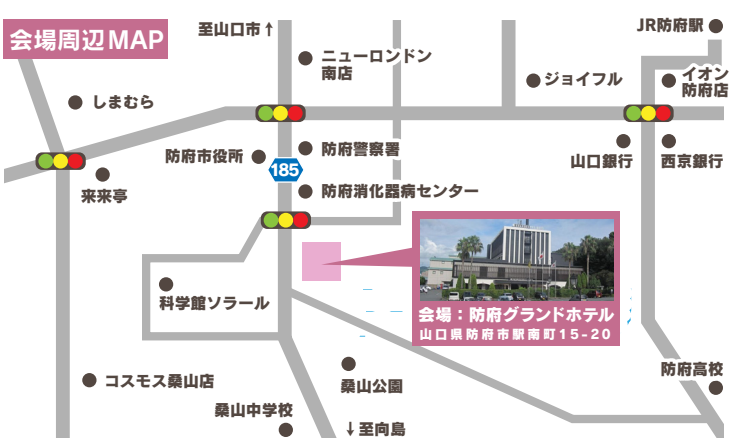 会場周辺MAP
至山口市↑
JR防府駅
ニューロンドン
南店
ジョイフル
イオン
防府店
しまむら
防府市役所
防府警察署
山口銀行
西京銀行
185
来来亭
防府消化器病センター
科学館ソラール
会場：防府グランドホテル
山口県防府市駅南町15-20
コスモス桑山店
桑山公園
防府高校
桑山中学校
↓至向島